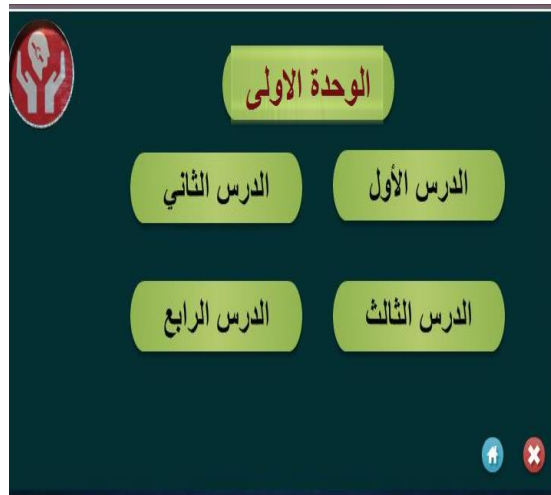 الوحدة الاولى
الدرس الأول
الدرس الثاني
الدرس الثالث
الدرس الرابع